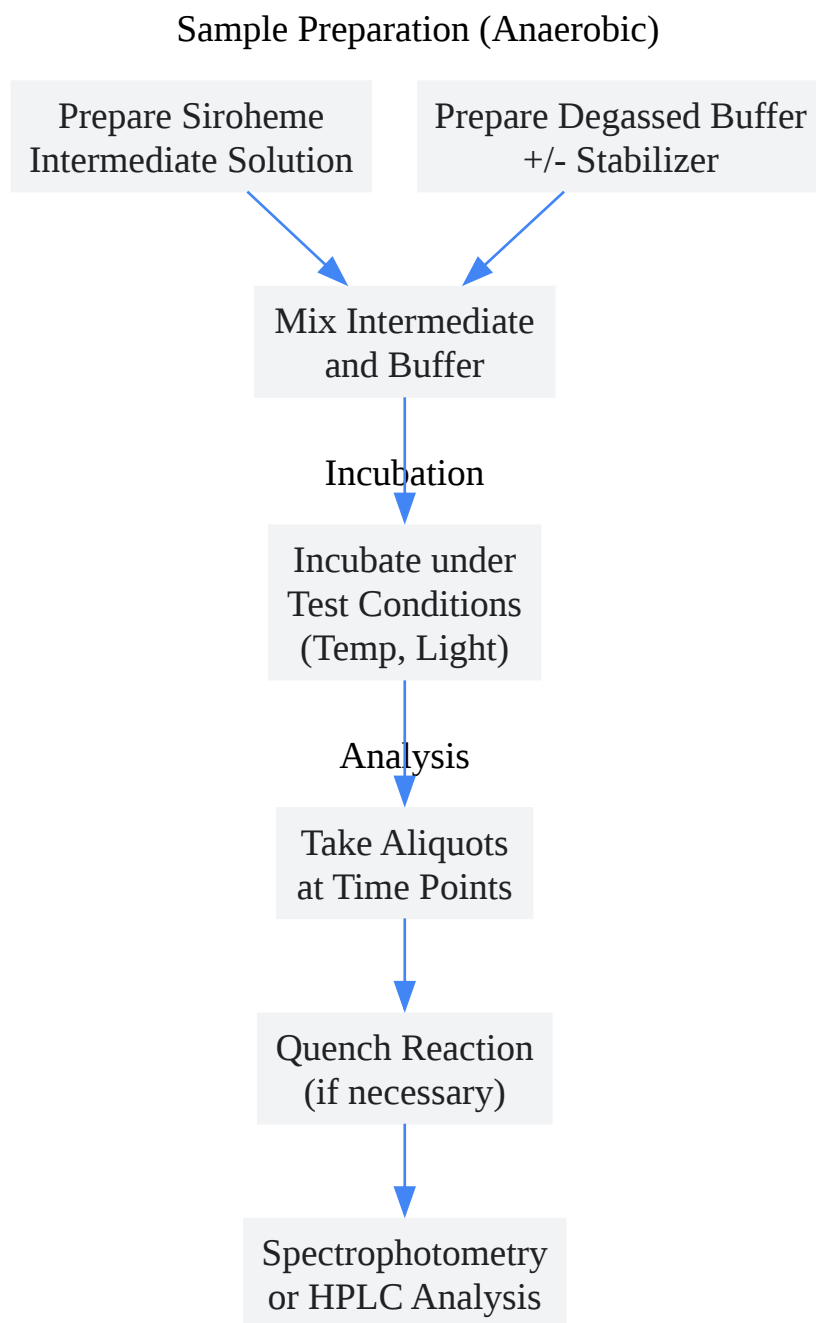 Sample Preparation (Anaerobic)
Prepare Siroheme
Intermediate Solution
Prepare Degassed Buffer
+/- Stabilizer
Mix Intermediate
and Buffer
Incubation
Incubate under
Test Conditions
(Temp, Light)
Analysis
Take Aliquots
at Time Points
Quench Reaction
(if necessary)
Spectrophotometry
or HPLC Analysis